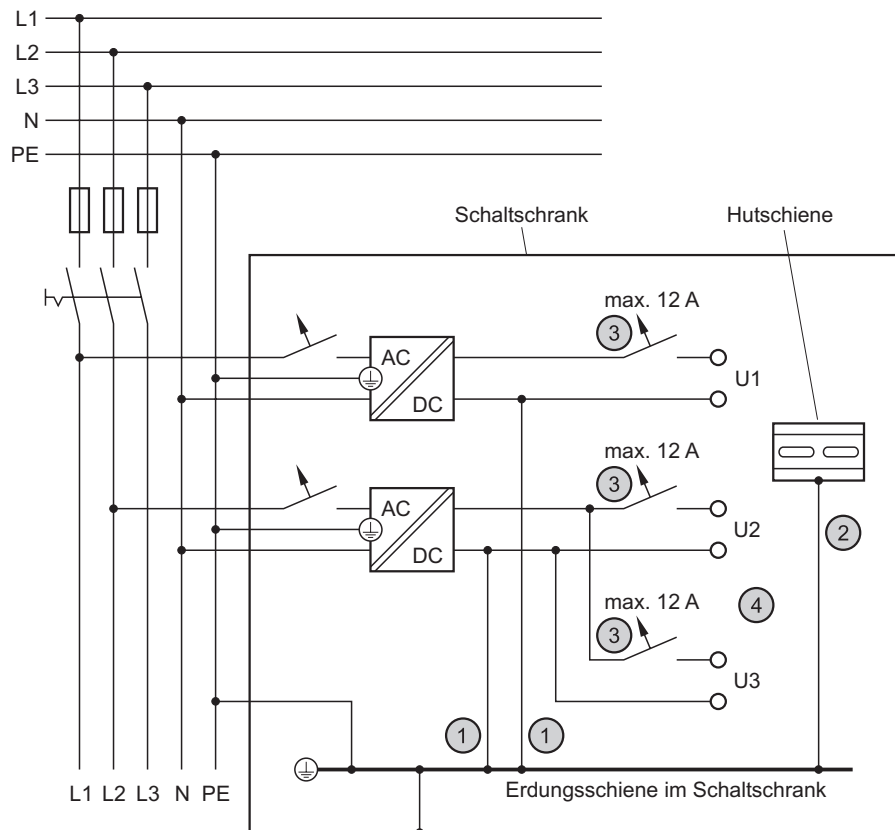 L1
L2
L3
N
PE
Schaltschrank
Hutschiene
max. 12 A
3
AC
DC
U1
max. 12 A
3
AC
DC
U2
2
max. 12 A
4
3
U3
1
1
L1 L2 L3 N PE
Erdungsschiene im Schaltschrank